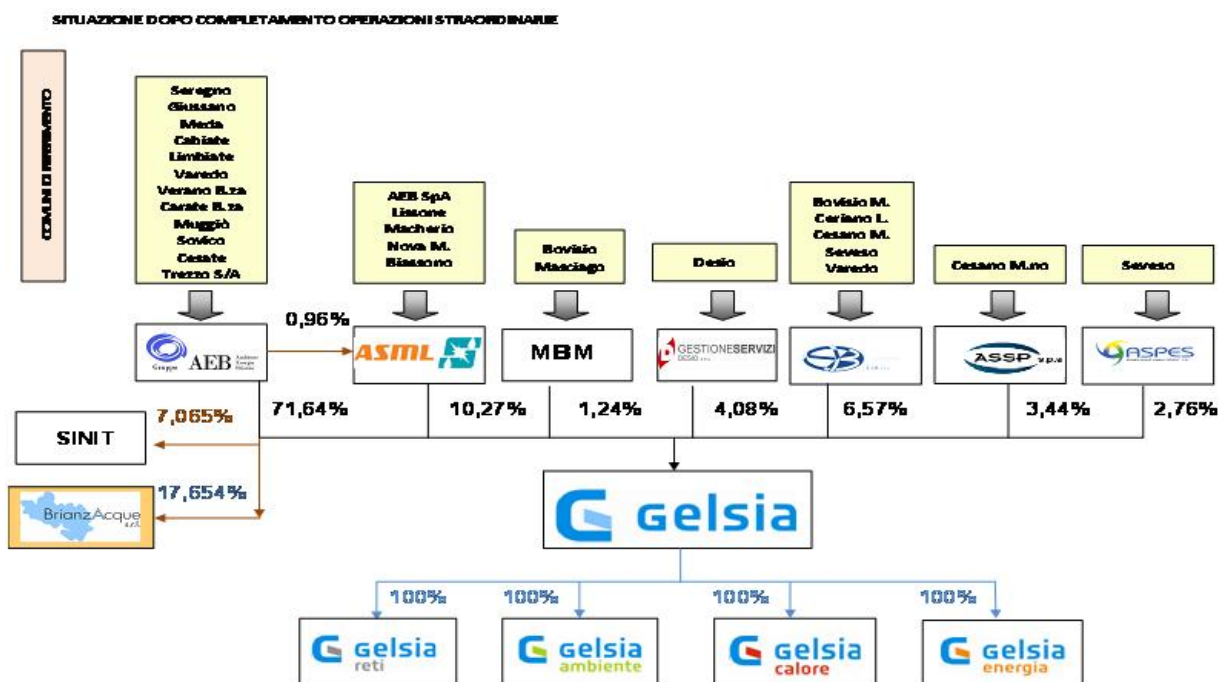 SITUAZIONE DOPO COMPLETAMENTO OPERAZIONI STRAORDINARIE
COMUNI DI RIFERIMENTO
Seregno
Giussano
Meda
Cabiate
Limbiate
Varedo
Verano B.za
Carate B.za
Muggiò
Sovico
Cesate
Trezzo S/A
AEB SpA
Lissone
Macherio
Nova M.
Biassono
Bovisio
Masciago
Desio
Bovisio M.
Ceriano L.
Cesano M.
Seveso
Varedo
Cesano M.no
Seveso
0,96%
Gruppo AEB
ASML
MBM
GESTIONESERVIZI
DESIO
ASSP s.p.a
ASPES
71,64%
10,27%
1,24%
4,08%
6,57%
3,44%
2,76%
7,065%
SINIT
17,654%
BrianzAcque
s.r.l.
Gelsia
100%
100%
100%
100%
Gelsia
reti
Gelsia
ambiente
Gelsia
calore
Gelsia
energia